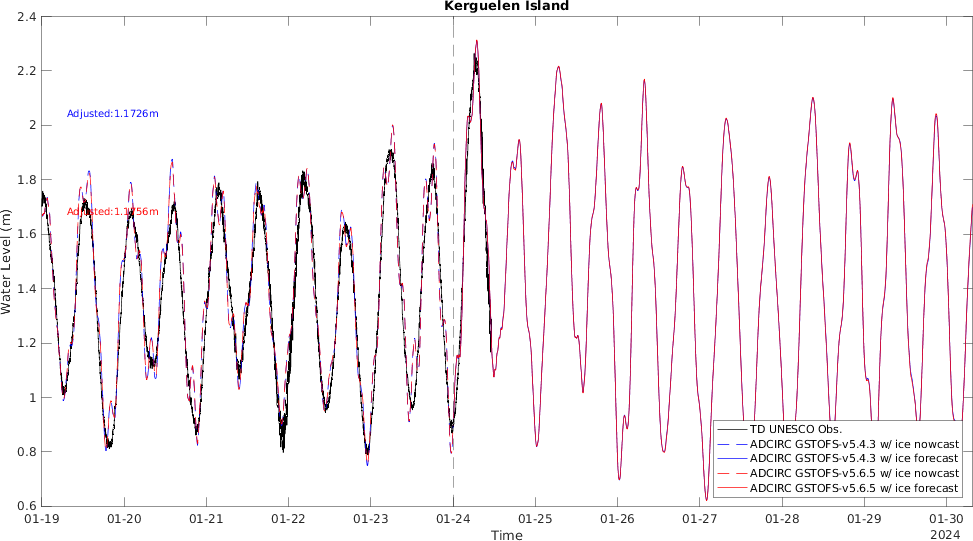 Kerguelen Island
2.4
2.2
2
1.8
1.6
1.4
1.2
1
0.8
0.6
Water Level (m)
Adjusted:1.1726m
Adjusted:1.1756m
TD UNESCO Obs.
ADCIRC GSTOFS-v5.4.3 w/ ice nowcast
ADCIRC GSTOFS-v5.4.3 w/ ice forecast
ADCIRC GSTOFS-v5.6.5 w/ ice nowcast
ADCIRC GSTOFS-v5.6.5 w/ ice forecast
01-19 01-20 01-21 01-22 01-23 01-24 01-25 01-26 01-27 01-28 01-29 01-30
Time
2024